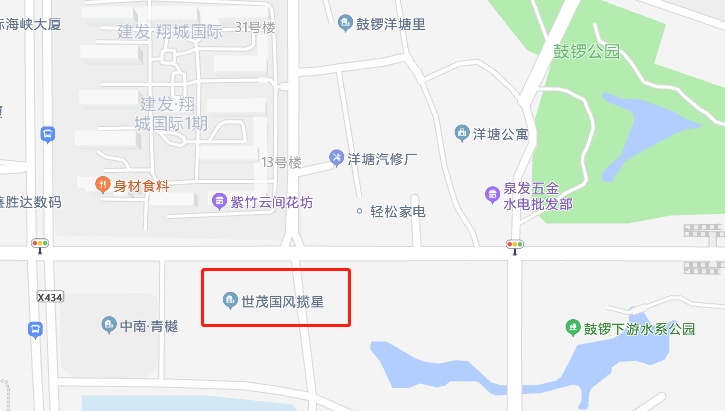 际海峡大厦
建发·翔城国际
31号楼
鼓锣洋塘里
鼓锣公园
建发·翔
城国际1期
洋塘公寓
13号楼
洋塘汽修厂
身材食料
鑫胜达数码
紫竹云间花坊
轻松家电
泉发五金
水电批发部
X434
世茂国风揽星
中南·青樾
鼓锣下游水系公园